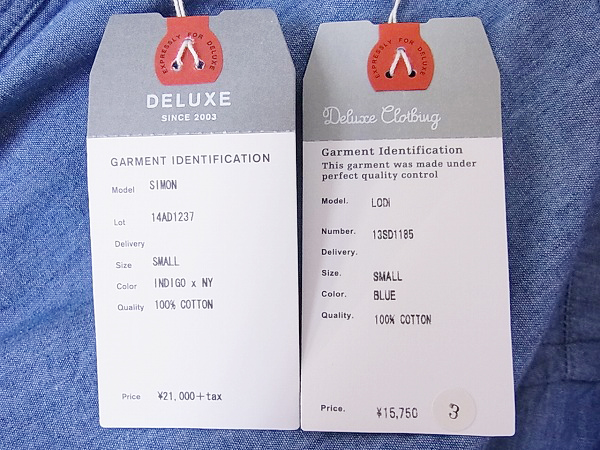 EXPRESSLY FOR DELUXE
DELUXE
SINCE 2003
GARMENT IDENTIFICATION
Model SIMON
Lot 14AD1237
Delivery
Size SMALL
Color INDIGO x NY
Quality 100% COTTON
Price ¥21,000+tax
EXPRESSLY FOR DELUXE
Deluxe Clothing
Garment Identification
This garment was made under
perfect quality control
Model. LODi
Number. 13SD1185
Delivery.
Size. SMALL
Color. BLUE
Quality. 100% COTTON
Price. ¥15,750
3